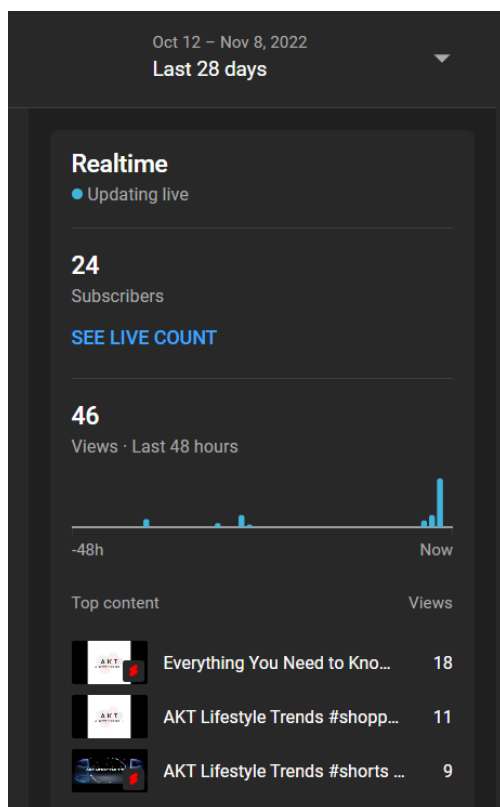 Oct 12 – Nov 8, 2022
Last 28 days
Realtime
Updating live
24
Subscribers
SEE LIVE COUNT
46
Views · Last 48 hours
-48h Now
Top content Views
AKT
Everything You Need to Kno... 18
AKT
AKT Lifestyle Trends #shopp... 11
AKT Lifestyle Trends #shorts ... 9